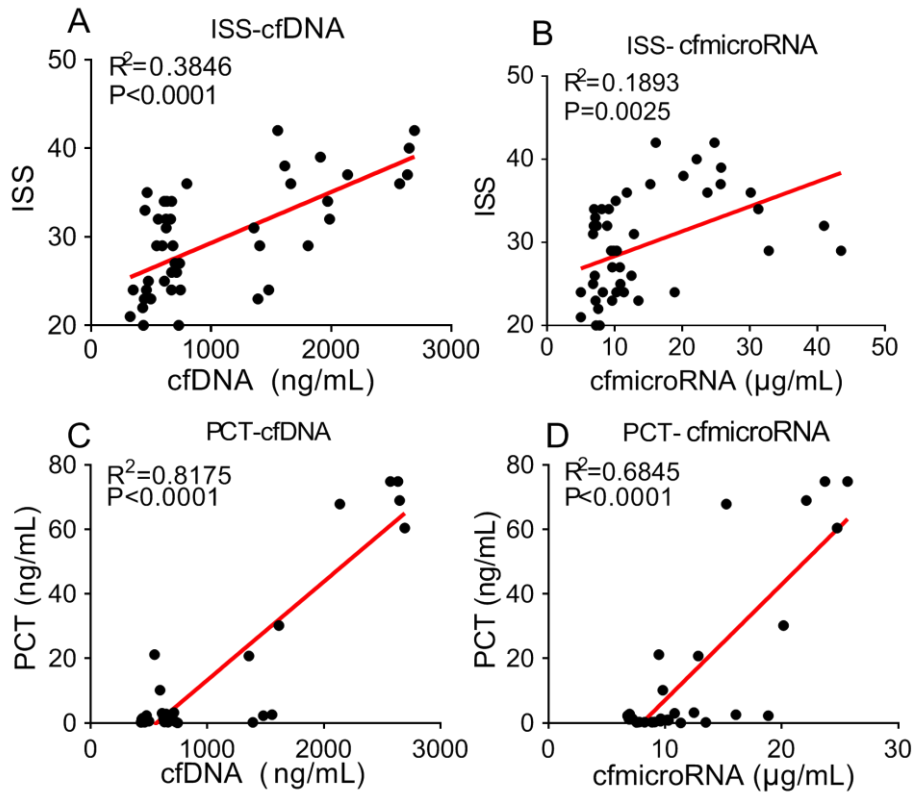 A
ISS-cfDNA
R²=0.3846
P<0.0001
50
40
30
20
ISS
0
1000
2000
3000
cfDNA (ng/mL)
B
ISS- cfmicroRNA
R²=0.1893
P=0.0025
50
40
30
20
ISS
0
10
20
30
40
50
cfmicroRNA (μg/mL)
C
PCT-cfDNA
R²=0.8175
P<0.0001
80
60
40
20
0
PCT (ng/mL)
0
1000
2000
3000
cfDNA (ng/mL)
D
PCT- cfmicroRNA
R²=0.6845
P<0.0001
80
60
40
20
0
PCT (ng/mL)
0
10
20
30
cfmicroRNA (μg/mL)